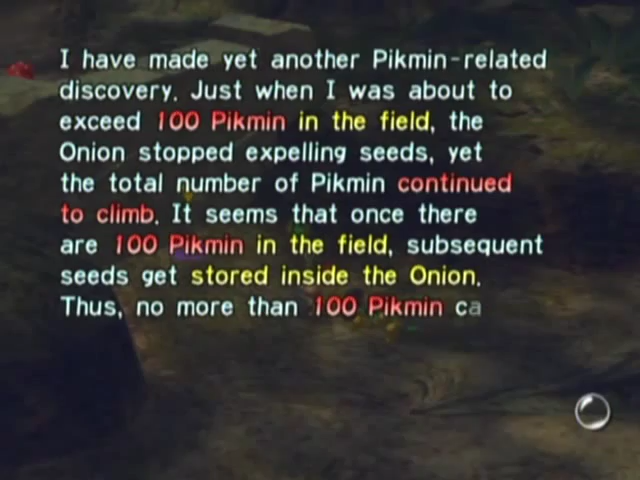 I have made yet another Pikmin-related
discovery. Just when I was about to
exceed 100 Pikmin in the field, the
Onion stopped expelling seeds, yet
the total number of Pikmin continued
to climb. It seems that once there
are 100 Pikmin in the field, subsequent
seeds get stored inside the Onion.
Thus, no more than 100 Pikmin ca